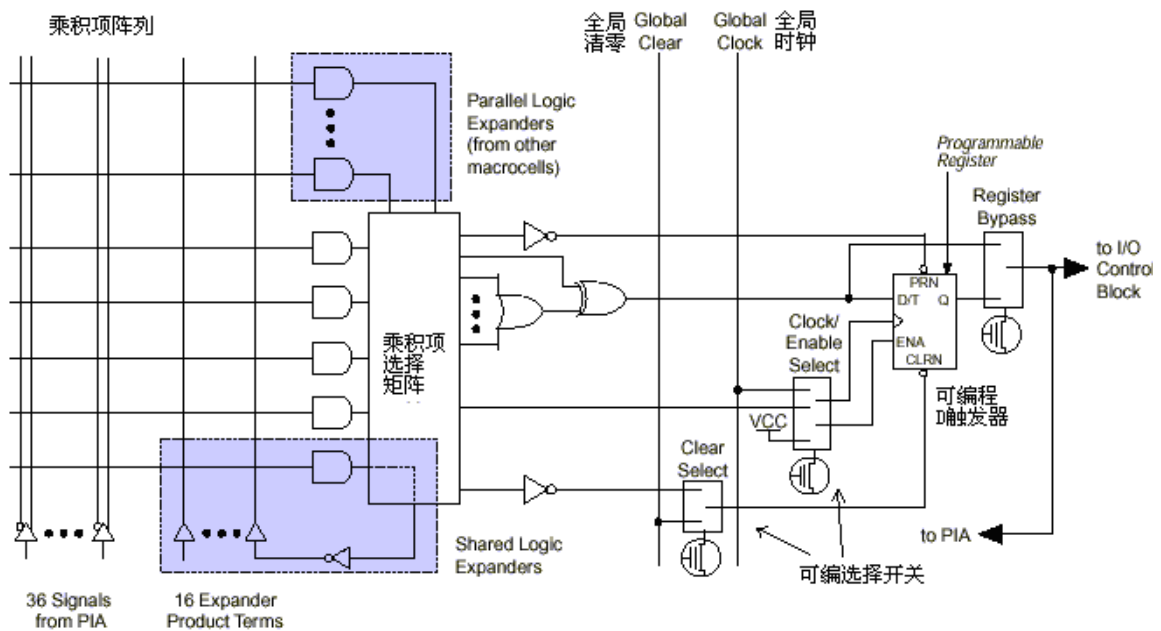 乘积项阵列
全局
清零
Global
Clear
Global
Clock
全局
时钟
Parallel Logic
Expanders
(from other
macrocells)
Programmable
Register
Register
Bypass
to I/O
Control
Block
PRN
D/T
Q
ENA
CLRN
Clock/
Enable
Select
乘积项
选择
矩阵
VCC
可编程
D触发器
Clear
Select
to PIA
Shared Logic
Expanders
可编选择开关
36 Signals
from PIA
16 Expander
Product Terms